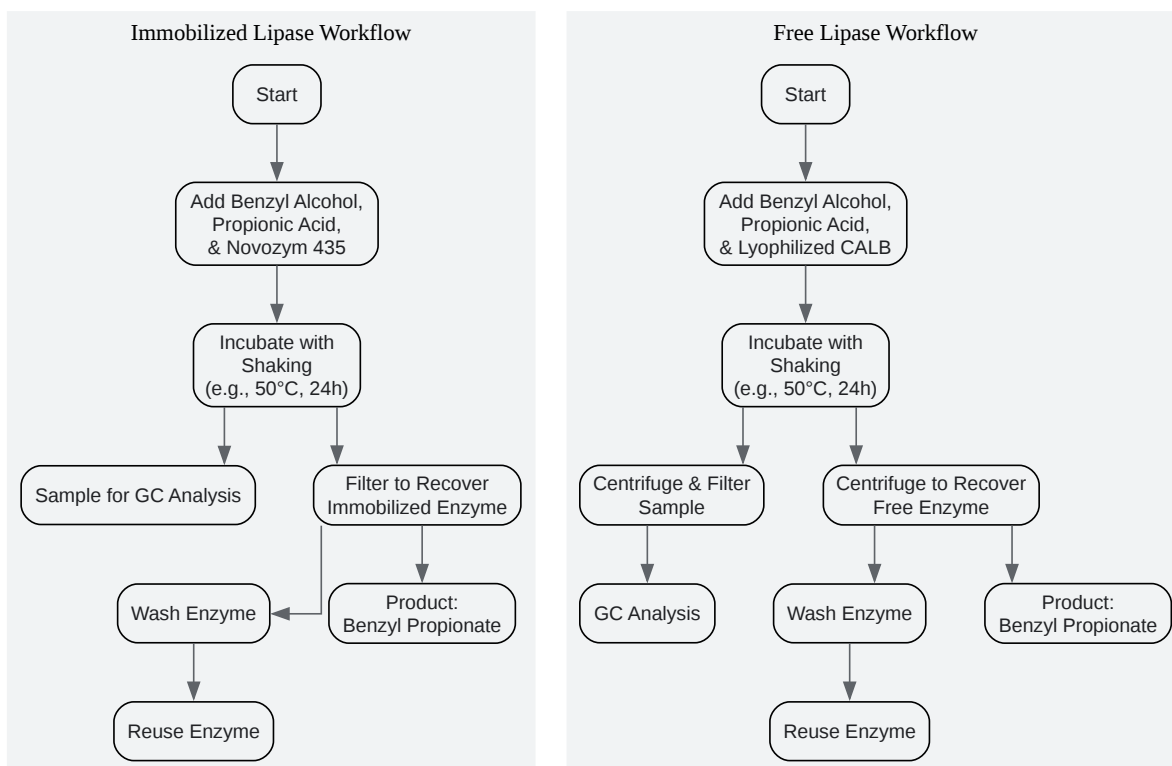 Immobilized Lipase Workflow
Start
Add Benzyl Alcohol,
Propionic Acid,
& Novozym 435
Incubate with
Shaking
(e.g., 50°C, 24h)
Sample for GC Analysis
Filter to Recover
Immobilized Enzyme
Wash Enzyme
Product:
Benzyl Propionate
Reuse Enzyme
Free Lipase Workflow
Start
Add Benzyl Alcohol,
Propionic Acid,
& Lyophilized CALB
Incubate with
Shaking
(e.g., 50°C, 24h)
Centrifuge & Filter
Sample
Centrifuge to Recover
Free Enzyme
GC Analysis
Wash Enzyme
Product:
Benzyl Propionate
Reuse Enzyme